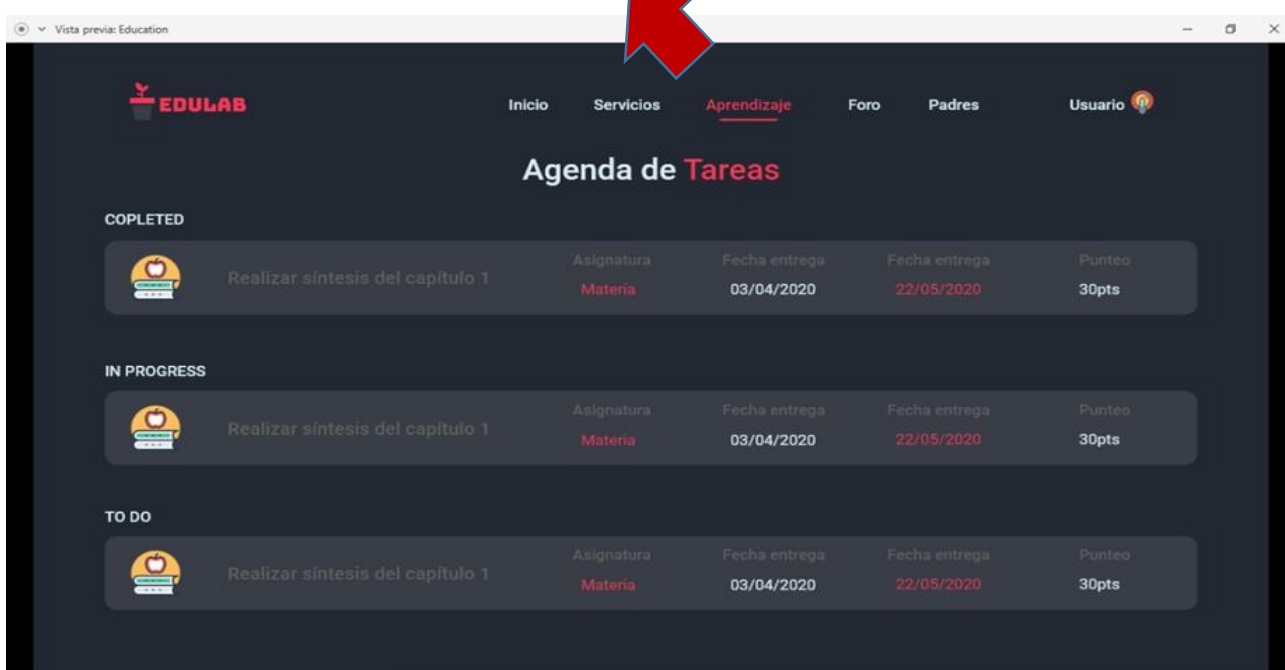 Vista previa: Education
EDULAB
Inicio Servicios Aprendizaje Foro Padres Usuario
Agenda de Tareas
COPLETED
Asignatura Fecha entrega Fecha entrega Punteo
Realizar síntesis del capítulo 1
Materia 03/04/2020 22/05/2020 30pts
IN PROGRESS
Asignatura Fecha entrega Fecha entrega Punteo
Realizar síntesis del capítulo 1
Materia 03/04/2020 22/05/2020 30pts
TO DO
Asignatura Fecha entrega Fecha entrega Punteo
Realizar síntesis del capítulo 1
Materia 03/04/2020 22/05/2020 30pts